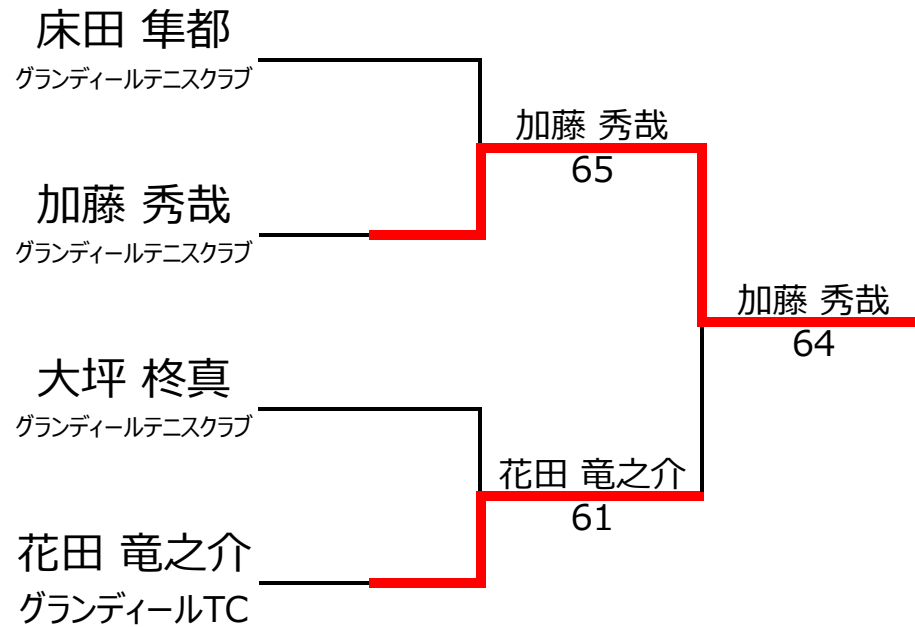 床田 隼都
グランディールテニスクラブ
加藤 秀哉
65
加藤 秀哉
グランディールテニスクラブ
加藤 秀哉
64
大坪 柊真
グランディールテニスクラブ
花田 竜之介
61
花田 竜之介
グランディールTC